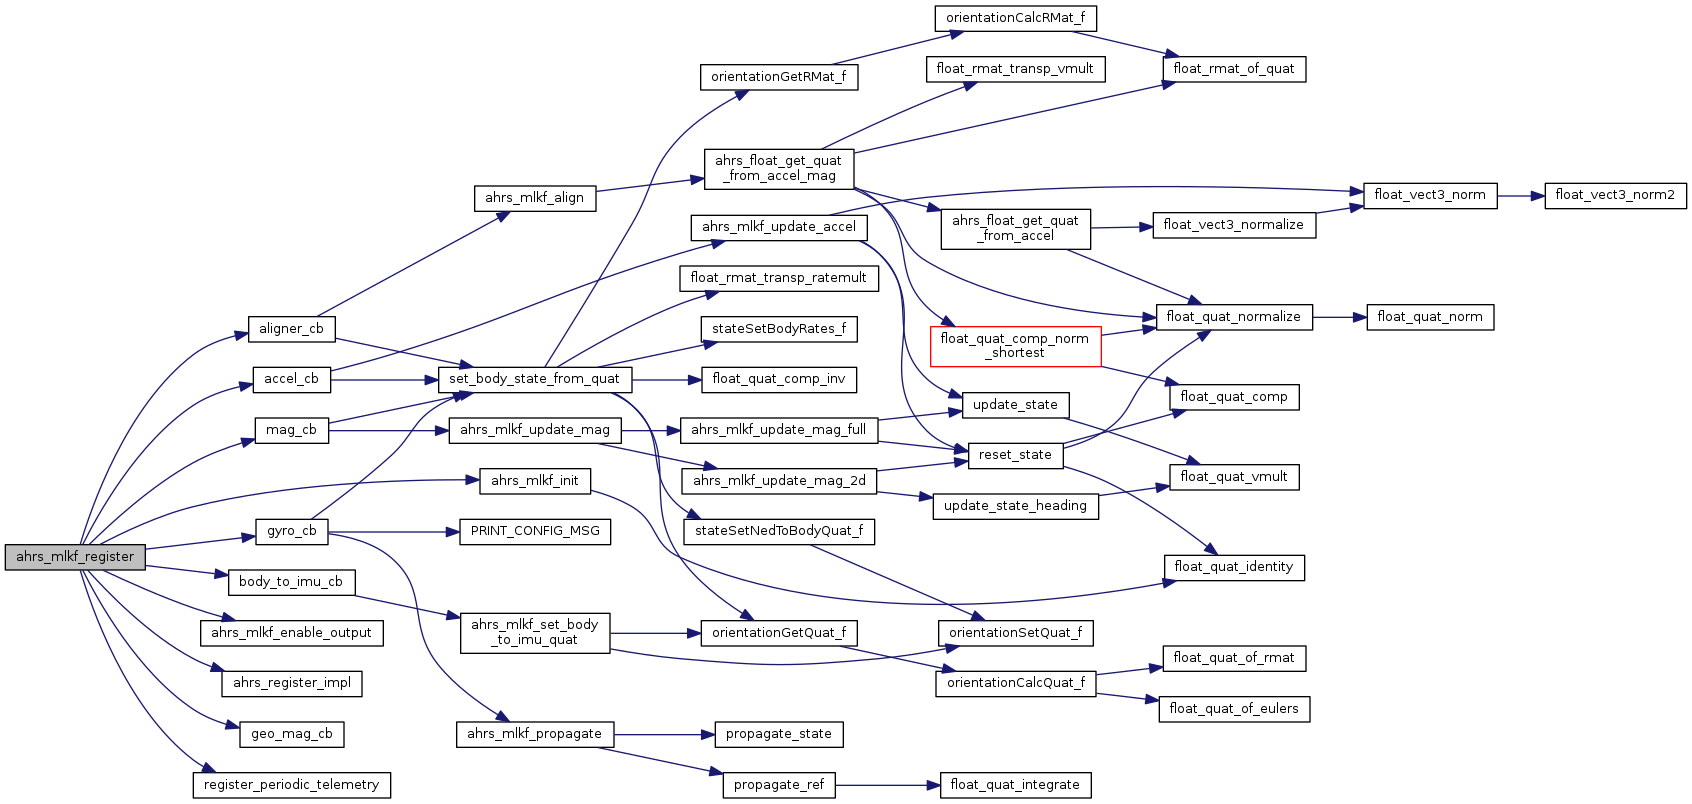 orientationCalcRMat_f
float_rmat_transp_vmult
float_rmat_of_quat
orientationGetRMat_f
ahrs_float_get_quat
_from_accel_mag
ahrs_mlkf_align
float_vect3_norm
float_vect3_norm2
ahrs_float_get_quat
_from_accel
float_vect3_normalize
ahrs_mlkf_update_accel
float_rmat_transp_ratemult
aligner_cb
stateSetBodyRates_f
float_quat_normalize
float_quat_norm
float_quat_comp_norm
_shortest
accel_cb
set_body_state_from_quat
float_quat_comp_inv
float_quat_comp
update_state
mag_cb
ahrs_mlkf_update_mag
ahrs_mlkf_update_mag_full
reset_state
ahrs_mlkf_init
ahrs_mlkf_update_mag_2d
float_quat_vmult
update_state_heading
gyro_cb
PRINT_CONFIG_MSG
stateSetNedToBodyQuat_f
ahrs_mlkf_register
float_quat_identity
body_to_imu_cb
ahrs_mlkf_enable_output
ahrs_mlkf_set_body
_to_imu_quat
orientationGetQuat_f
orientationSetQuat_f
float_quat_of_rmat
ahrs_register_impl
orientationCalcQuat_f
float_quat_of_eulers
geo_mag_cb
ahrs_mlkf_propagate
propagate_state
register_periodic_telemetry
propagate_ref
float_quat_integrate